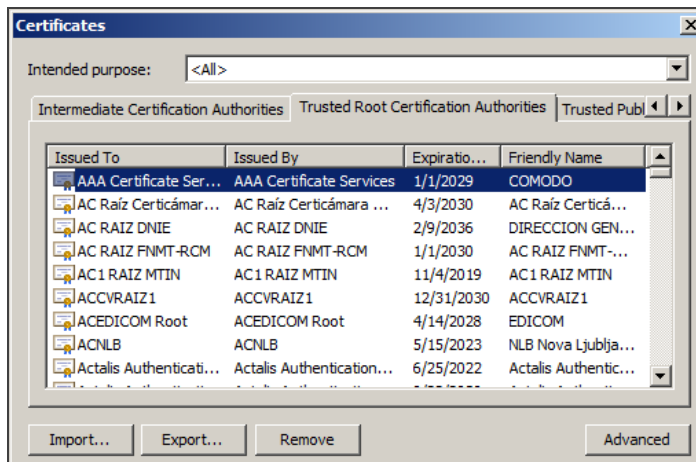 Certificates
Intended purpose: <All>
Intermediate Certification Authorities Trusted Root Certification Authorities Trusted Publ
Issued To Issued By Expiratio... Friendly Name
AAA Certificate Ser... AAA Certificate Services 1/1/2029 COMODO
AC Raíz Certicámar... AC Raíz Certicámara ... 4/3/2030 AC Raíz Certicá...
AC RAIZ DNIE AC RAIZ DNIE 2/9/2036 DIRECCION GEN...
AC RAIZ FNMT-RCM AC RAIZ FNMT-RCM 1/1/2030 AC RAIZ FNMT-...
AC1 RAIZ MTIN AC1 RAIZ MTIN 11/4/2019 AC1 RAIZ MTIN
ACCVRAIZ1 ACCVRAIZ1 12/31/2030 ACCVRAIZ1
ACEDICOM Root ACEDICOM Root 4/14/2028 EDICOM
ACNLB ACNLB 5/15/2023 NLB Nova Ljublja...
Actalis Authenticati... Actalis Authentication... 6/25/2022 Actalis Authentic...
Import... Export... Remove Advanced